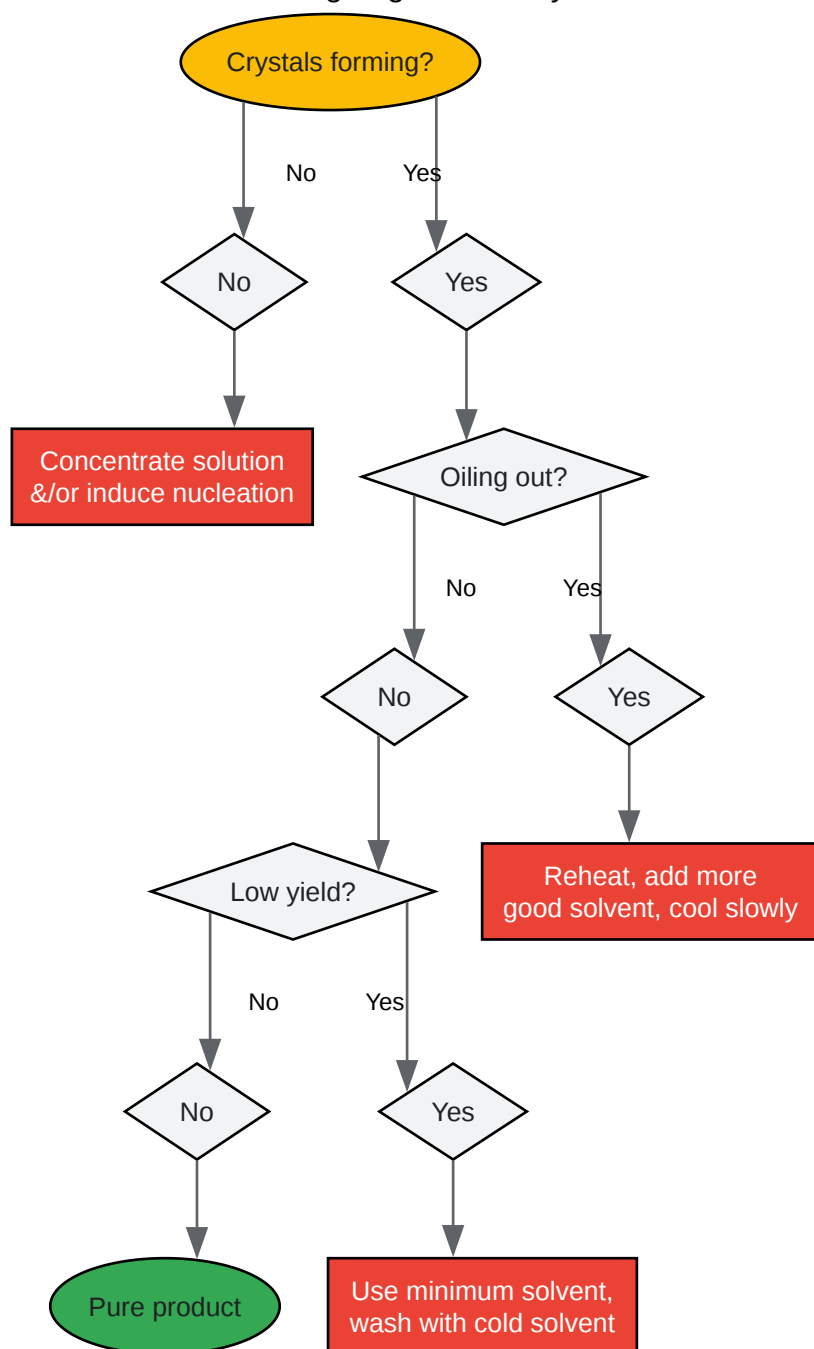 Crystals forming?
No
Yes
No
Yes
Concentrate solution
&/or induce nucleation
Oiling out?
No
Yes
No
Yes
Reheat, add more
good solvent, cool slowly
Low yield?
No
Yes
No
Yes
Pure product
Use minimum solvent,
wash with cold solvent